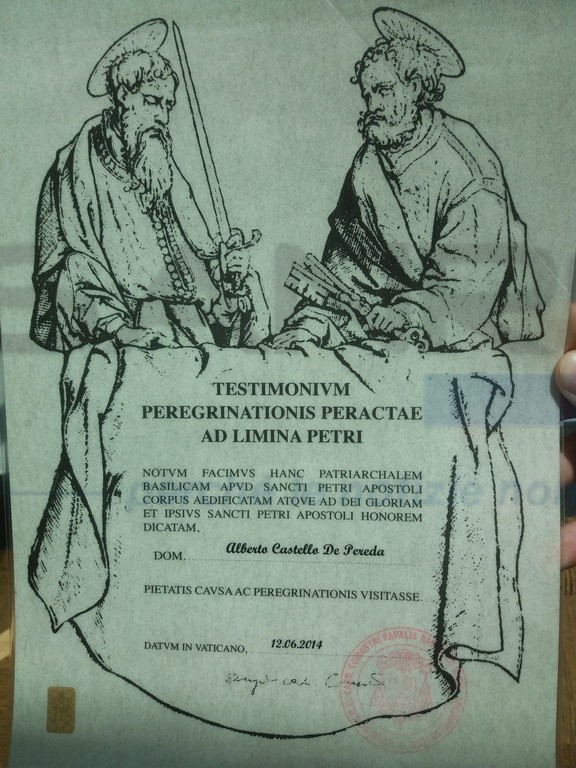 TESTIMONIVM
PEREGRINATIONIS PERACTAE
AD LIMINA PETRI
NOTVM FACIMVS HANC PATRIARCHALEM
BASILICAM APVD SANCTI PETRI APOSTOLI
CORPUS AEDIFICATAM ATQVE AD DEI GLORIAM
ET IPSIVS SANCTI PETRI APOSTOLI HONOREM
DICATAM,
DOM. Alberto Castello De Pereda
PIETATIS CAVSA AC PEREGRINATIONIS VISITASSE.
DATVM IN VATICANO, 12.06.2014